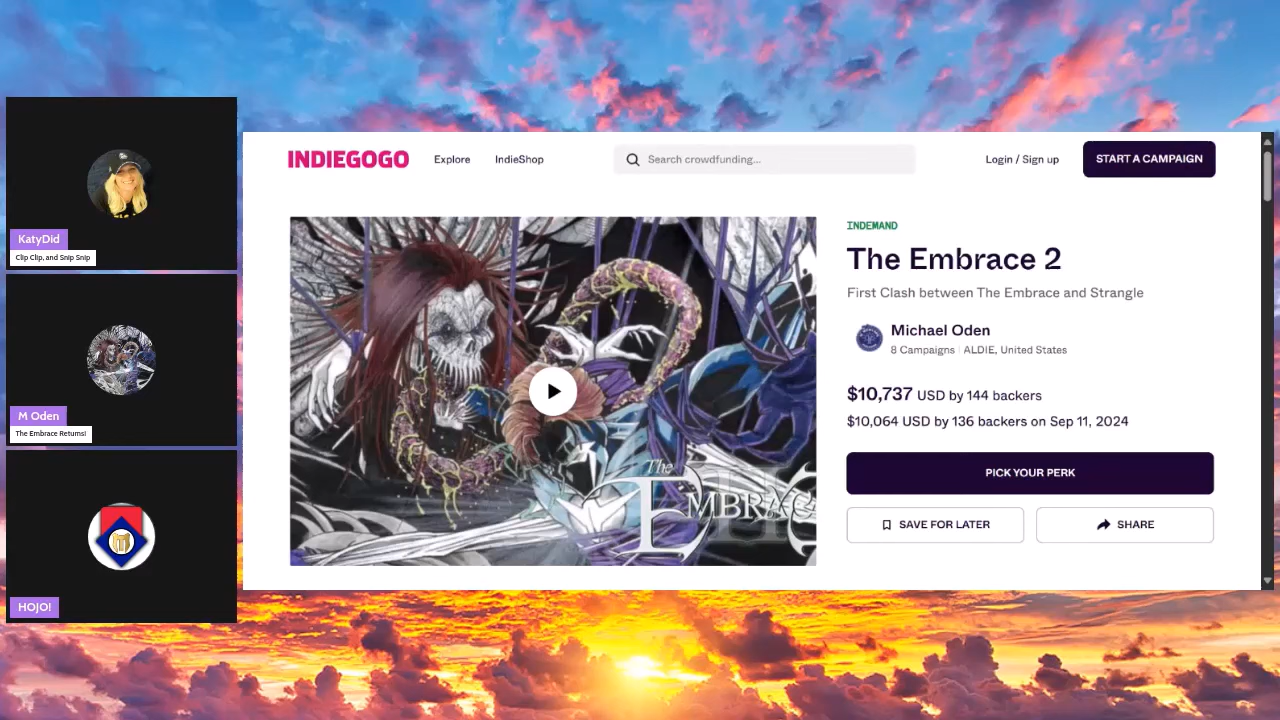 KatyDid
Clip Clip, and Snip Snip
M Oden
The Embrace Returns!
HOJO!
INDIEGOGO
Explore
IndieShop
Search crowdfunding...
Login / Sign up
START A CAMPAIGN
The
EMBRACE
INDEMAND
The Embrace 2
First Clash between The Embrace and Strangle
Michael Oden
8 Campaigns | ALDIE, United States
$10,737 USD by 144 backers
$10,064 USD by 136 backers on Sep 11, 2024
PICK YOUR PERK
SAVE FOR LATER
SHARE